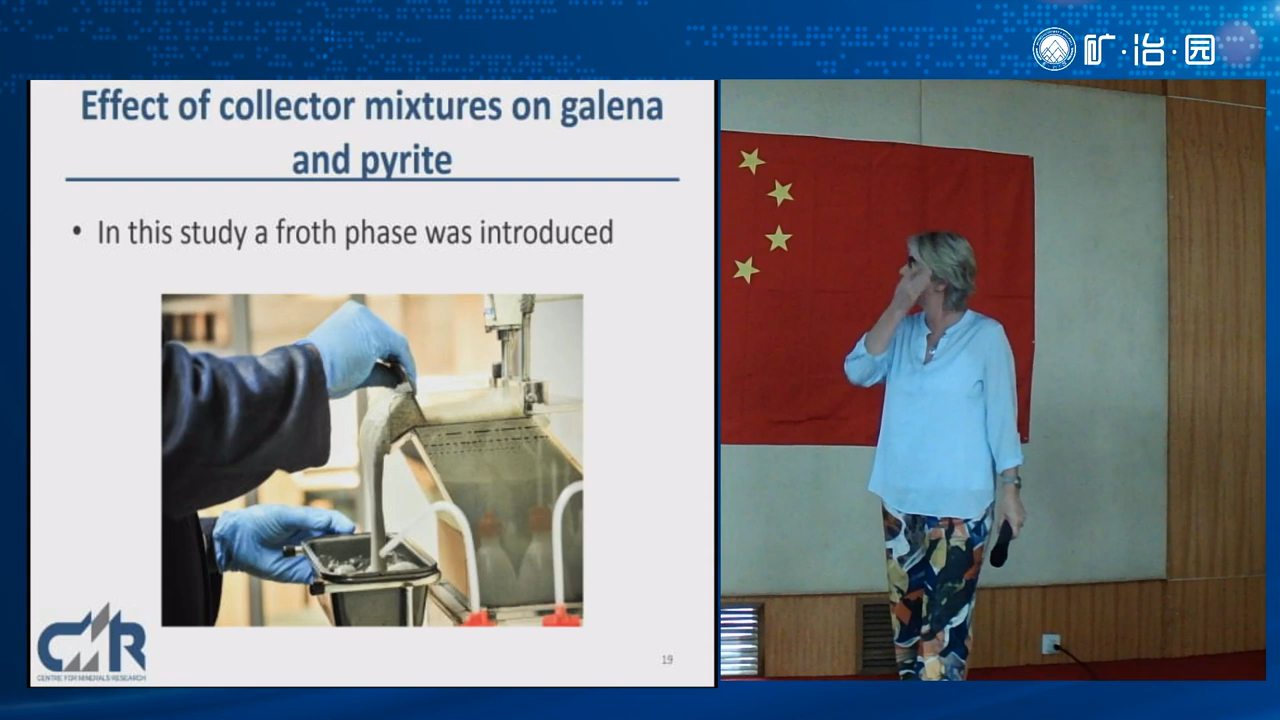 矿·冶·园
Effect of collector mixtures on galena
and pyrite
• In this study a froth phase was introduced
CMR
CENTRE FOR MINERALS RESEARCH
19